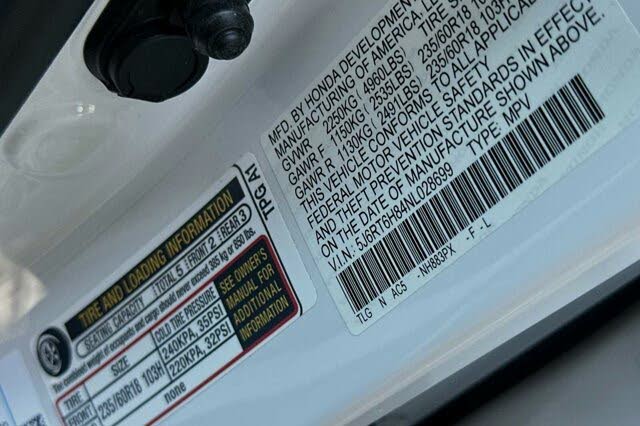 MFD. BY HONDA DEVELOPMENT
MANUFACTURING OF AMERICA, LE
GVWR 2250KG 4960LBS TIRE S
GAWR F 1150KG 2535LBS 235/60R18 103H
GAWR R 1130KG 2491LBS 235/60R18 103H
THIS VEHICLE CONFORMS TO ALL APPLICAB
FEDERAL MOTOR VEHICLE SAFETY
AND THEFT PREVENTION STANDARDS IN EFFECT
ON THE DATE OF MANUFACTURE SHOWN ABOVE.
V.I.N: 5J6RT6H84NL028699 TYPE: MPV
TLG N AC5 -NH883PX -F-L
TPG A1
TIRE AND LOADING INFORMATION
SEATING CAPACITY TOTAL 5 FRONT 2 REAR 3
The combined weight of occupants and cargo should never exceed 385 kg or 850 lbs.
TIRE SIZE COLD TIRE PRESSURE
FRONT 235/60R18 103H 240KPA, 35PSI
220KPA, 32PSI
SEE OWNER'S
MANUAL FOR
ADDITIONAL
INFORMATION